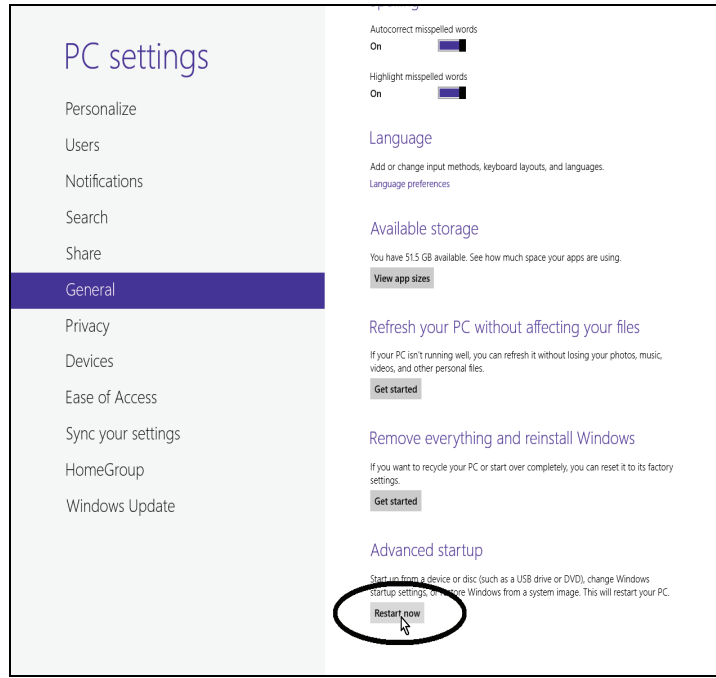 PC settings
Personalize
Users
Notifications
Search
Share
General
Privacy
Devices
Ease of Access
Sync your settings
HomeGroup
Windows Update
Autocorrect misspelled words
On
Highlight misspelled words
On
Language
Add or change input methods, keyboard layouts, and languages.
Language preferences
Available storage
You have 51.5 GB available. See how much space your apps are using.
View app sizes
Refresh your PC without affecting your files
If your PC isn't running well, you can refresh it without losing your photos, music,
videos, and other personal files.
Get started
Remove everything and reinstall Windows
If you want to recycle your PC or start over completely, you can reset it to its factory
settings.
Get started
Advanced startup
Start up from a device or disc (such as a USB drive or DVD), change Windows
startup settings, or restore Windows from a system image. This will restart your PC.
Restart now